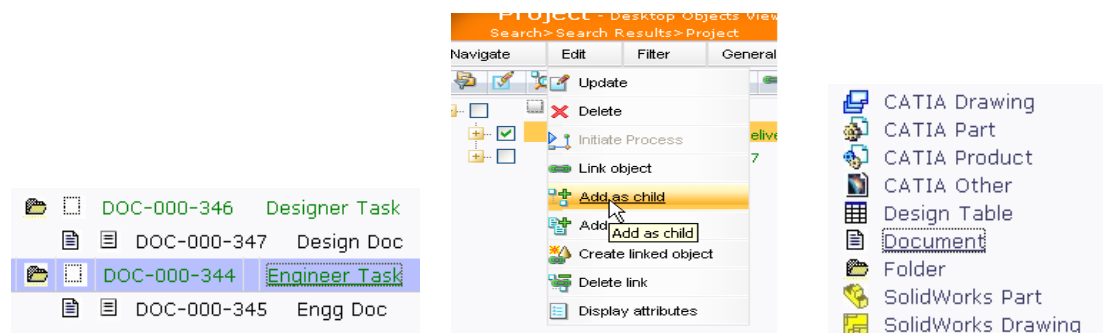 DOC-000-346 Designer Task
DOC-000-347 Design Doc
DOC-000-344 Engineer Task
DOC-000-345 Engg Doc
Project - Desktop Objects View
Search>Search Results>Project
Navigate Edit Filter General
Update
Delete
elive
Initiate Process
7
Link object
Add as child
Add
Add as child
Create linked object
Delete link
Display attributes
CATIA Drawing
CATIA Part
CATIA Product
CATIA Other
Design Table
Document
Folder
SolidWorks Part
SolidWorks Drawing